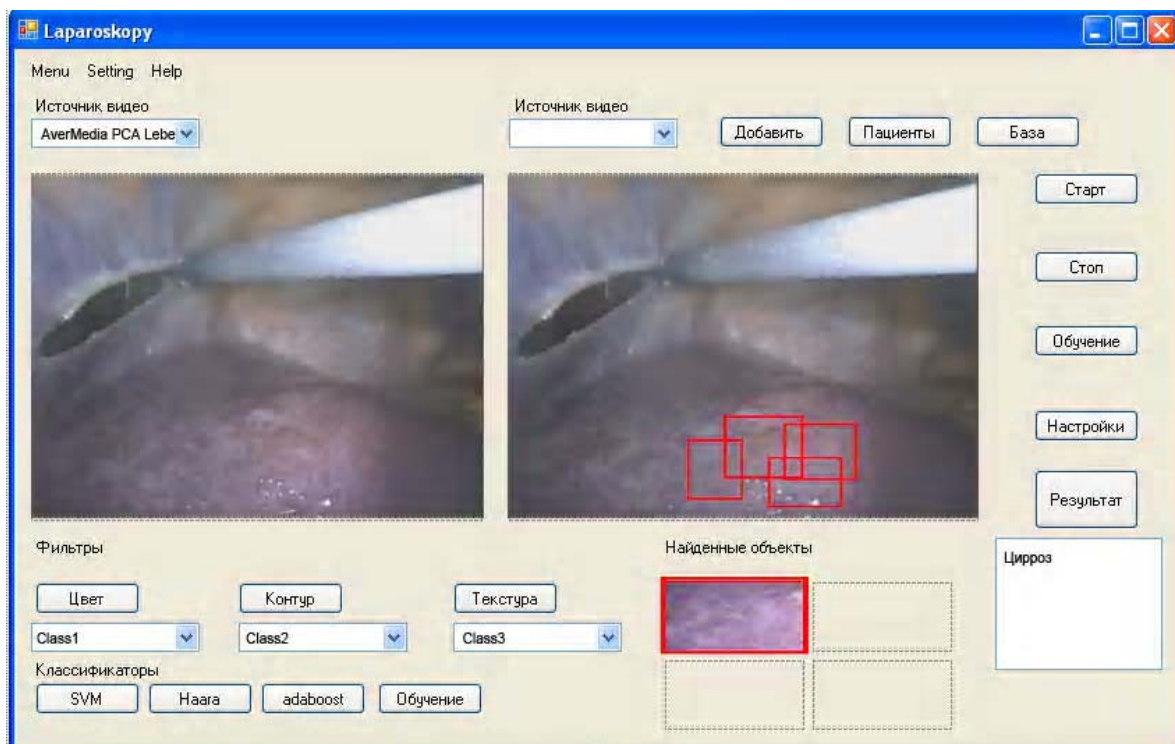 Laparoskopy
Menu Setting Help
Источник видео
Источник видео
AverMedia PCA Lebe
Добавить
Пациенты
База
Старт
Стоп
Обучение
Настройки
Результат
Фильтры
Найденные объекты
Цирроз
Цвет
Контур
Текстура
Class1
Class2
Class3
Классификаторы
SVM
Haara
adaboost
Обучение